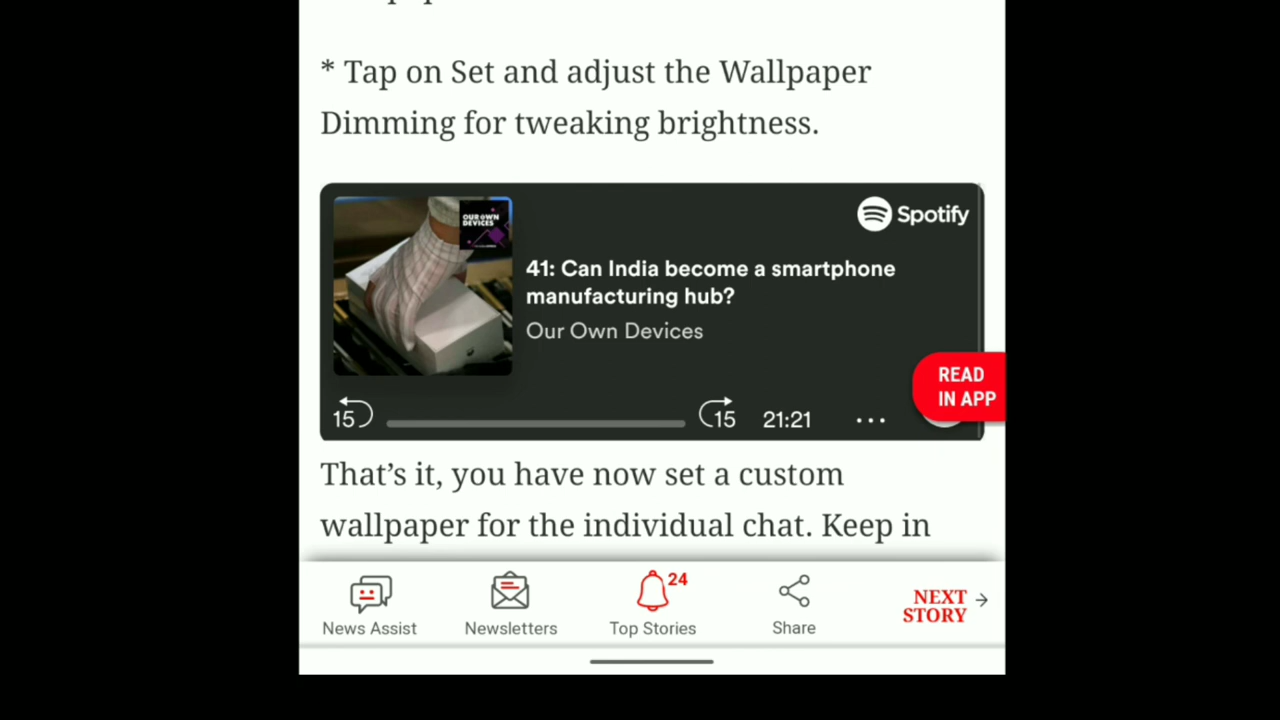 * Tap on Set and adjust the Wallpaper
Dimming for tweaking brightness.
OUR OWN
DEVICES
Spotify
41: Can India become a smartphone
manufacturing hub?
Our Own Devices
READ
IN APP
15
15
21:21
That’s it, you have now set a custom
wallpaper for the individual chat. Keep in
24
News Assist
Newsletters
Top Stories
Share
NEXT
STORY